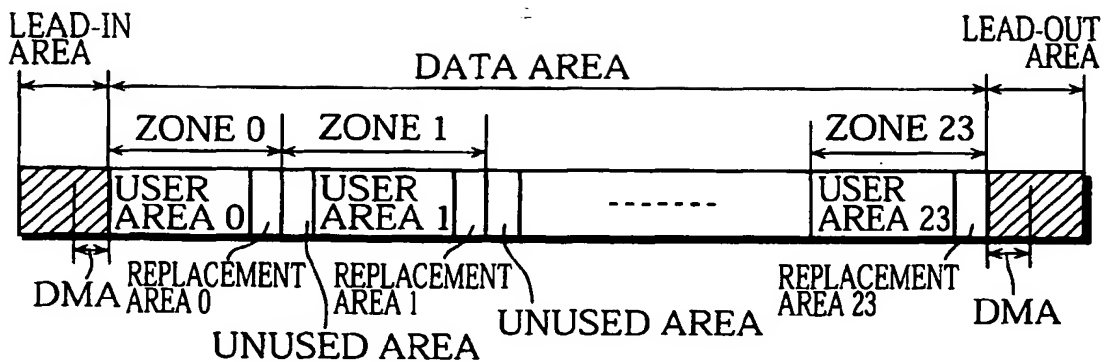 LEAD-IN
AREA
LEAD-OUT
AREA
DATA AREA
ZONE 0
ZONE 1
ZONE 23
USER
AREA 0
USER
AREA 1
USER
AREA 23
DMA
REPLACEMENT
AREA 0
REPLACEMENT
AREA 1
REPLACEMENT
AREA 23
DMA
UNUSED AREA
UNUSED AREA